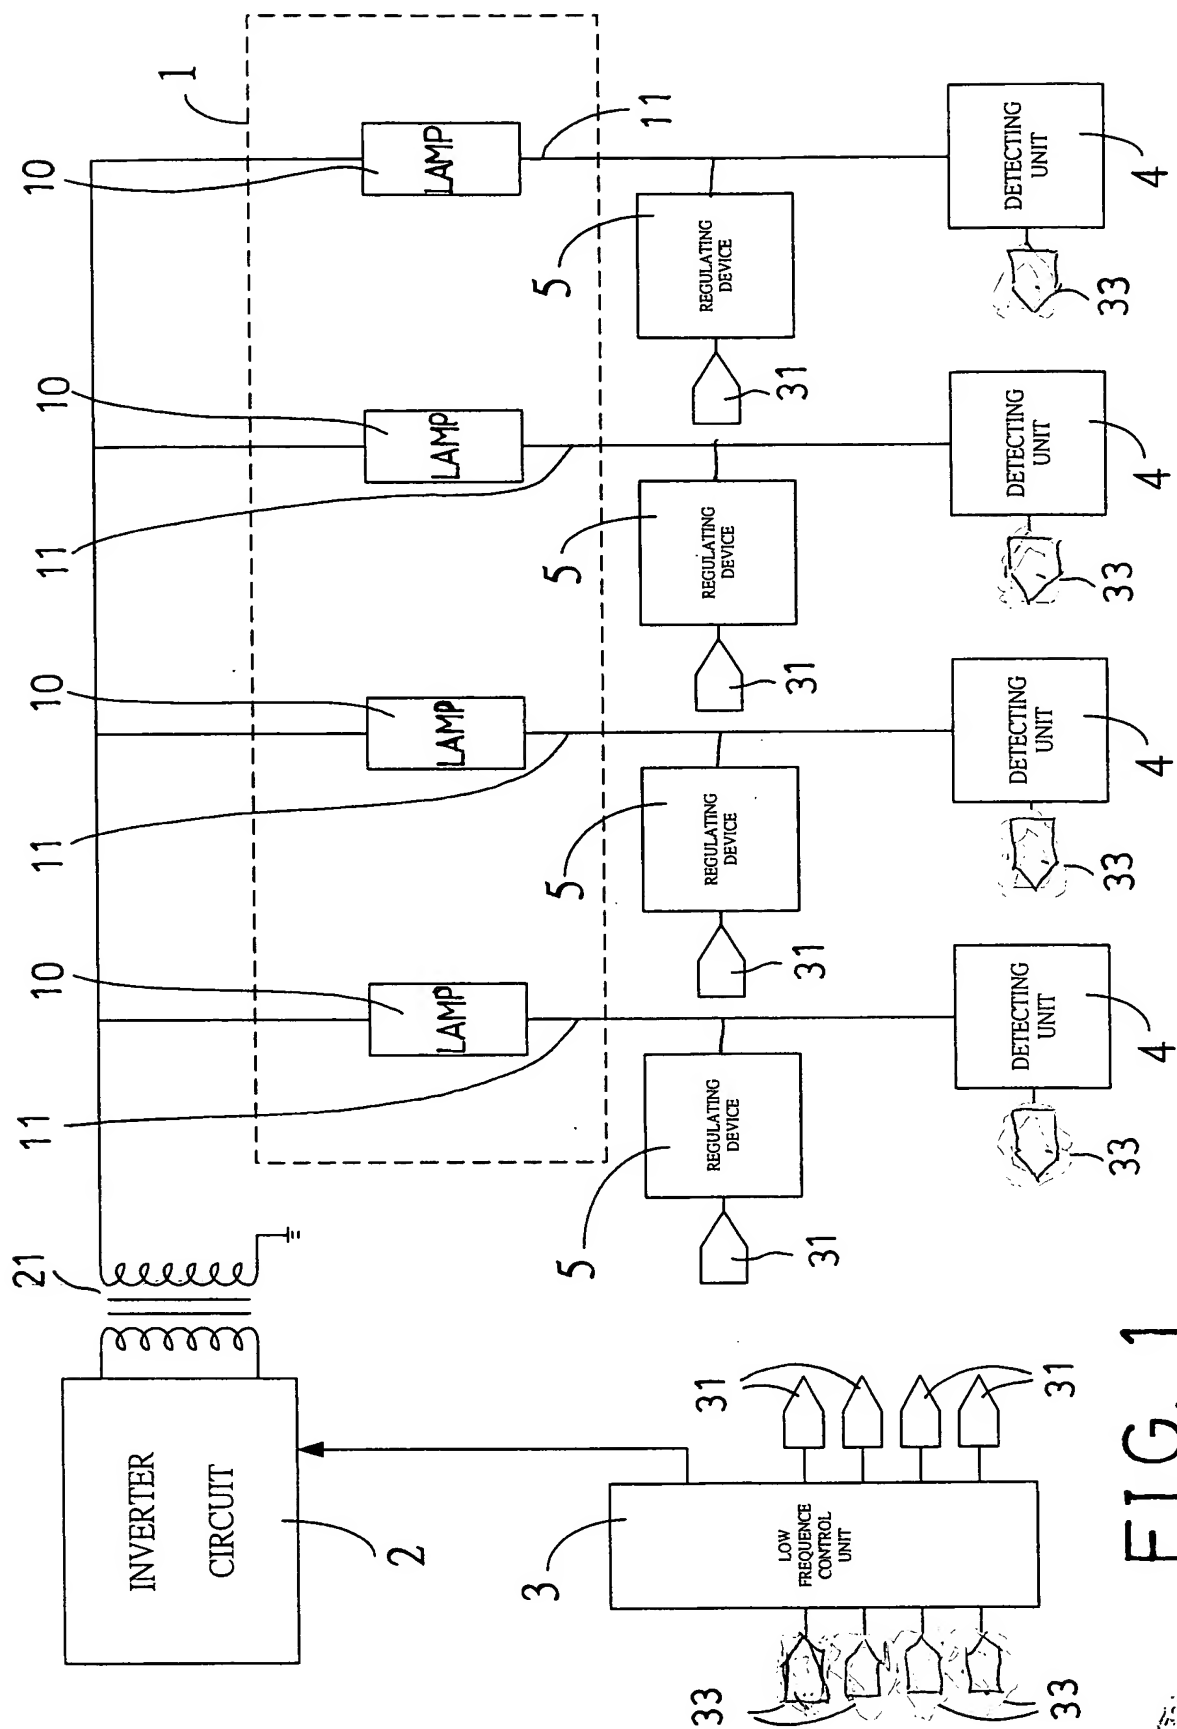 21
11
10
11
10
11
10
10
1
INVERTER
CIRCUIT
2
LAMP
LAMP
LAMP
LAMP
11
3
5
5
5
5
REGULATING
DEVICE
REGULATING
DEVICE
REGULATING
DEVICE
REGULATING
DEVICE
31
31
31
31
33
LOW
FREQUENCE
CONTROL
UNIT
31
33
31
DETECTING
UNIT
DETECTING
UNIT
DETECTING
UNIT
DETECTING
UNIT
33
33
33
33
4
4
4
4
FIG. 1